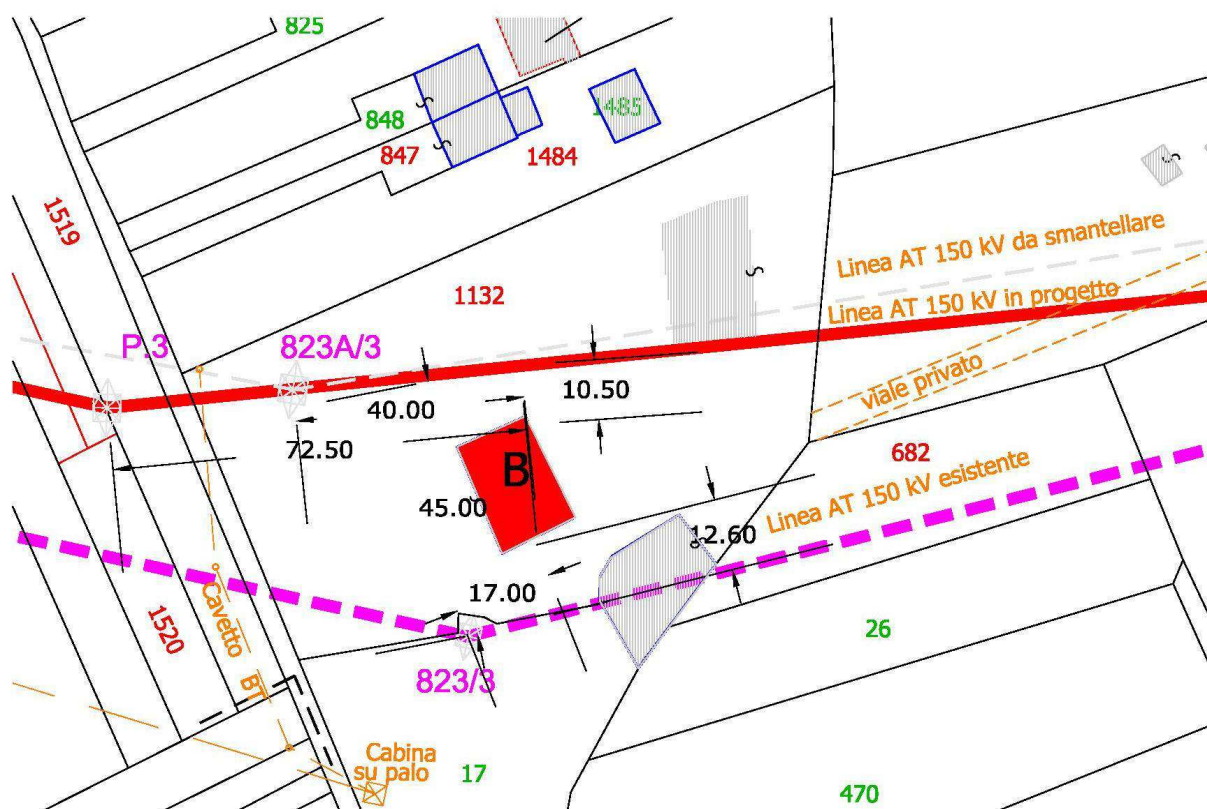 825
848
1485
847
1484
1519
1132
Linea AT 150 kV da smantellare
Linea AT 150 kV in progetto
P.3
823A/3
viale privato
40.00
10.50
72.50
B
682
45.00
Linea AT 150 kV esistente
12.60
17.00
Cavetto
BT
1520
26
823/3
Cabina
su palo
17
470